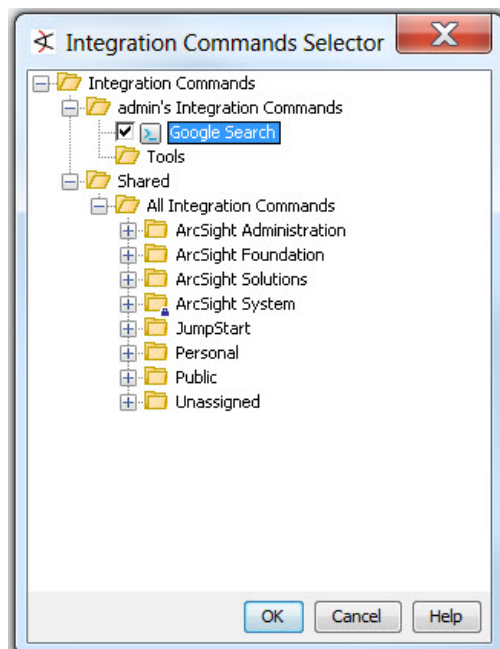 Integration Commands Selector
Integration Commands
admin's Integration Commands
Google Search
Tools
Shared
All Integration Commands
ArcSight Administration
ArcSight Foundation
ArcSight Solutions
ArcSight System
JumpStart
Personal
Public
Unassigned
OK Cancel Help